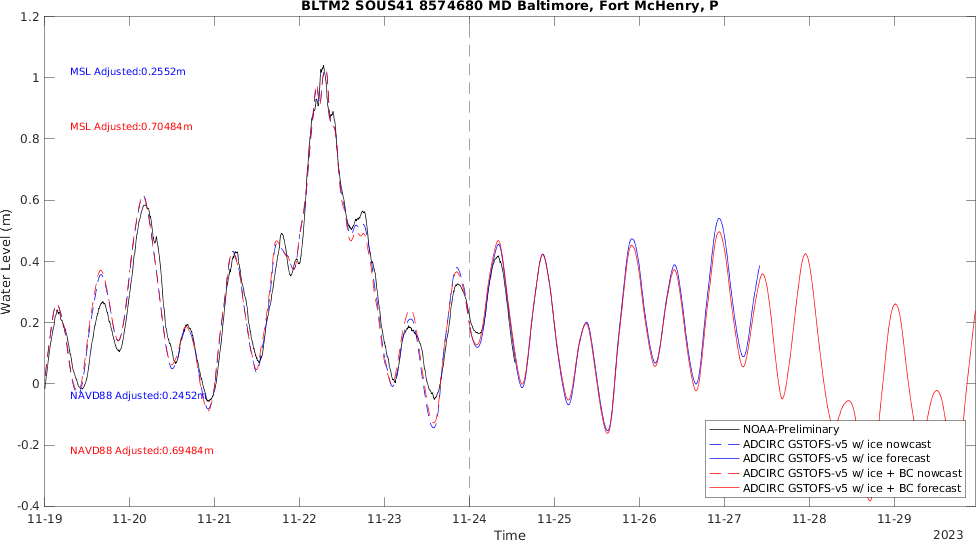 BLTM2 SOUS41 8574680 MD Baltimore, Fort McHenry, P
1.2
1
0.8
0.6
0.4
0.2
0
-0.2
-0.4
Water Level (m)
MSL Adjusted:0.2552m
MSL Adjusted:0.70484m
NAVD88 Adjusted:0.2452m
NAVD88 Adjusted:0.69484m
NOAA-Preliminary
ADCIRC GSTOFS-v5 w/ ice nowcast
ADCIRC GSTOFS-v5 w/ ice forecast
ADCIRC GSTOFS-v5 w/ ice + BC nowcast
ADCIRC GSTOFS-v5 w/ ice + BC forecast
11-19 11-20 11-21 11-22 11-23 11-24 11-25 11-26 11-27 11-28 11-29
Time
2023